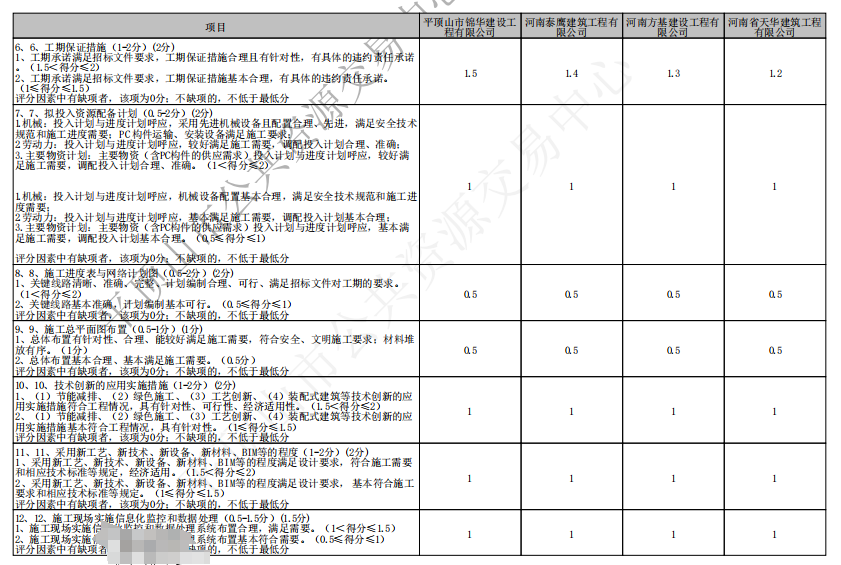 项目 平顶山市锦华建设工程有限公司 河南泰鹰建筑工程有限公司 河南方基建设工程有限公司 河南省天华建筑工程有限公司
6、6、工期保证措施（1-2分）(2分)
1、工期承诺满足招标文件要求，工期保证措施合理且有针对性，有具体的违约责任承诺
。（1.5<得分≤2）
2、工期承诺满足招标文件要求，工期保证措施基本合理，有具体的违约责任承诺。
（1≤得分≤1.5）
评分因素中有缺项者，该项为0分；不缺项的，不低于最低分
1.5 1.4 1.3 1.2
7、7、拟投入资源配备计划（0.5-2分）(2分)
1机械：投入计划与进度计划呼应，采用先进机械设备且配置合理、先进，满足安全技术
规范和施工进度需要；PC构件运输、安装设备满足施工要求；
2劳动力：投入计划与进度计划呼应，较好满足施工需要，调配投入计划合理、准确；
3.主要物资计划：主要物资（含PC构件的供应需求）投入计划与进度计划呼应，较好满
足施工需要，调配投入计划合理、准确。（1<得分≤2）
1机械：投入计划与进度计划呼应，机械设备配置基本合理，满足安全技术规范和施工进
度需要；
2劳动力：投入计划与进度计划呼应，基本满足施工需要，调配投入计划基本合理；
3.主要物资计划：主要物资（含PC构件的供应需求）投入计划与进度计划呼应，基本满
足施工需要，调配投入计划基本合理。（0.5≤得分≤1）
评分因素中有缺项者，该项为0分；不缺项的，不低于最低分
1 1 1 1
8、8、施工进度表与网络计划图（0.5-2分）(2分)
1、关键线路清晰、准确、完整、计划编制合理、可行、满足招标文件对工期的要求。
（1<得分≤2）
2、关键线路基本准确，计划编制基本可行。（0.5≤得分≤1）
评分因素中有缺项者，该项为0分；不缺项的，不低于最低分
0.5 0.5 0.5 0.5
9、9、施工总平面图布置（0.5-1分）(1分)
1、总体布置有针对性、合理、能较好满足施工需要，符合安全、文明施工要求；材料堆
放有序。（1分）
2、总体布置基本合理、基本满足施工需要。（0.5分）
评分因素中有缺项者，该项为0分；不缺项的，不低于最低分
0.5 0.5 0.5 0.5
10、10、技术创新的应用实施措施（1-2分）(2分)
1、（1）节能减排、（2）绿色施工、（3）工艺创新、（4）装配式建筑等技术创新的应
用实施措施符合工程情况，具有针对性、可行性、经济适用性。（1.5<得分≤2）
2、（1）节能减排、（2）绿色施工、（3）工艺创新、（4）装配式建筑等技术创新的应
用实施措施基本符合工程情况，具有针对性。（1≤得分≤1.5）
评分因素中有缺项者，该项为0分；不缺项的，不低于最低分
1 1 1 1
11、11、采用新工艺、新技术、新设备、新材料、BIM等的程度（1-2分）(2分)
1、采用新工艺、新技术、新设备、新材料、BIM等的程度满足设计要求，符合施工需要
和相应技术标准等规定，经济适用。（1.5<得分≤2）
2、采用新工艺、新技术、新设备、新材料、BIM等的程度满足设计要求， 基本符合施工
要求和相应技术标准等规定。（1≤得分≤1.5）
评分因素中有缺项者，该项为0分；不缺项的，不低于最低分
1 1 1 1
12、12、施工现场实施信息化监控和数据处理（0.5-1.5分）(1.5分)
1、施工现场实施信息化监控和数据处理系统布置合理，满足需要。（1<得分≤1.5）
2、施工现场实施 理系统布置基本符合需要。（0.5≤得分≤1）
评分因素中有缺项者， 缺项的，不低于最低分
1 1 1 1
平顶山市公共资源交易中心